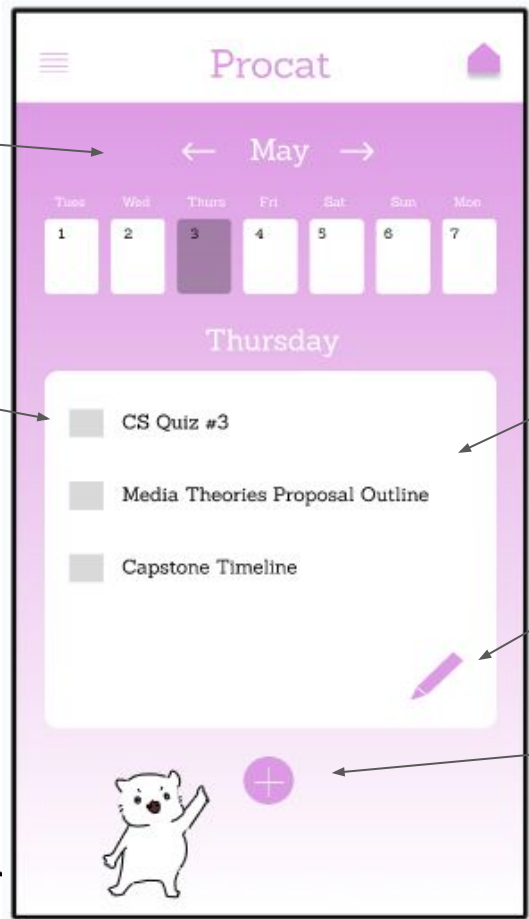 Procat
May
Tues Wed Thurs Fri Sat Sun Mon
1 2 3 4 5 6 7
Thursday
CS Quiz #3
Media Theories Proposal Outline
Capstone Timeline